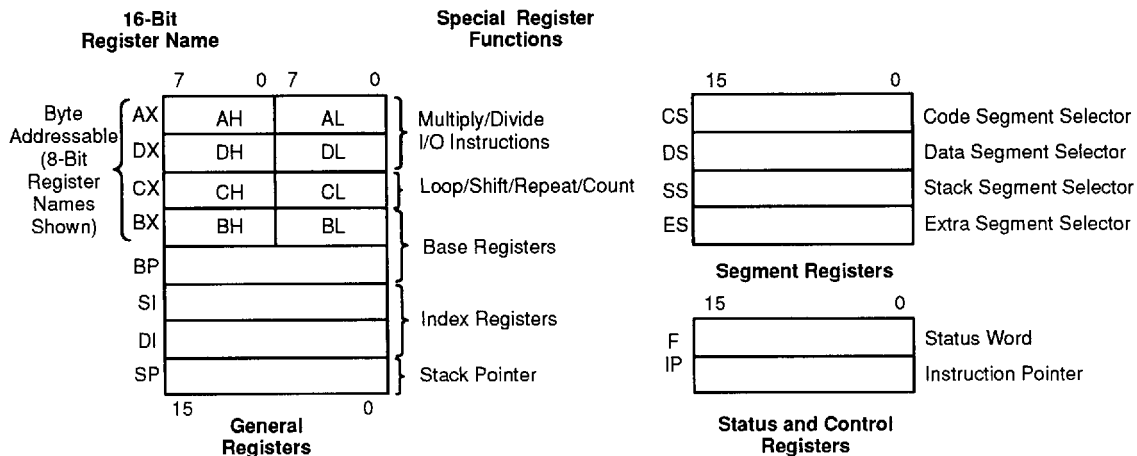 16-Bit
Register Name
Special Register
Functions
7 0 7 0
Byte
Addressable
(8-Bit
Register
Names
Shown)
AX AH AL
DX DH DL
CX CH CL
BX BH BL
BP
SI
DI
SP
15 0
Multiply/Divide
I/O Instructions
Loop/Shift/Repeat/Count
Base Registers
Index Registers
Stack Pointer
General
Registers
15 0
CS Code Segment Selector
DS Data Segment Selector
SS Stack Segment Selector
ES Extra Segment Selector
Segment Registers
15 0
F Status Word
IP Instruction Pointer
Status and Control
Registers